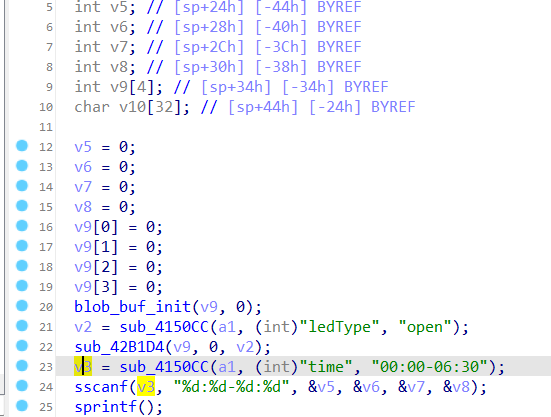 5 int v5; // [sp+24h] [-44h] BYREF
6 int v6; // [sp+28h] [-40h] BYREF
7 int v7; // [sp+2Ch] [-3Ch] BYREF
8 int v8; // [sp+30h] [-38h] BYREF
9 int v9[4]; // [sp+34h] [-34h] BYREF
10 char v10[32]; // [sp+44h] [-24h] BYREF
11
12 v5 = 0;
13 v6 = 0;
14 v7 = 0;
15 v8 = 0;
16 v9[0] = 0;
17 v9[1] = 0;
18 v9[2] = 0;
19 v9[3] = 0;
20 blob_buf_init(v9, 0);
21 v2 = sub_4150CC(a1, (int)"ledType", "open");
22 sub_42B1D4(v9, 0, v2);
23 v3 = sub_4150CC(a1, (int)"time", "00:00-06:30");
24 sscanf(v3, "%d:%d-%d:%d", &v5, &v6, &v7, &v8);
25 sprintf();